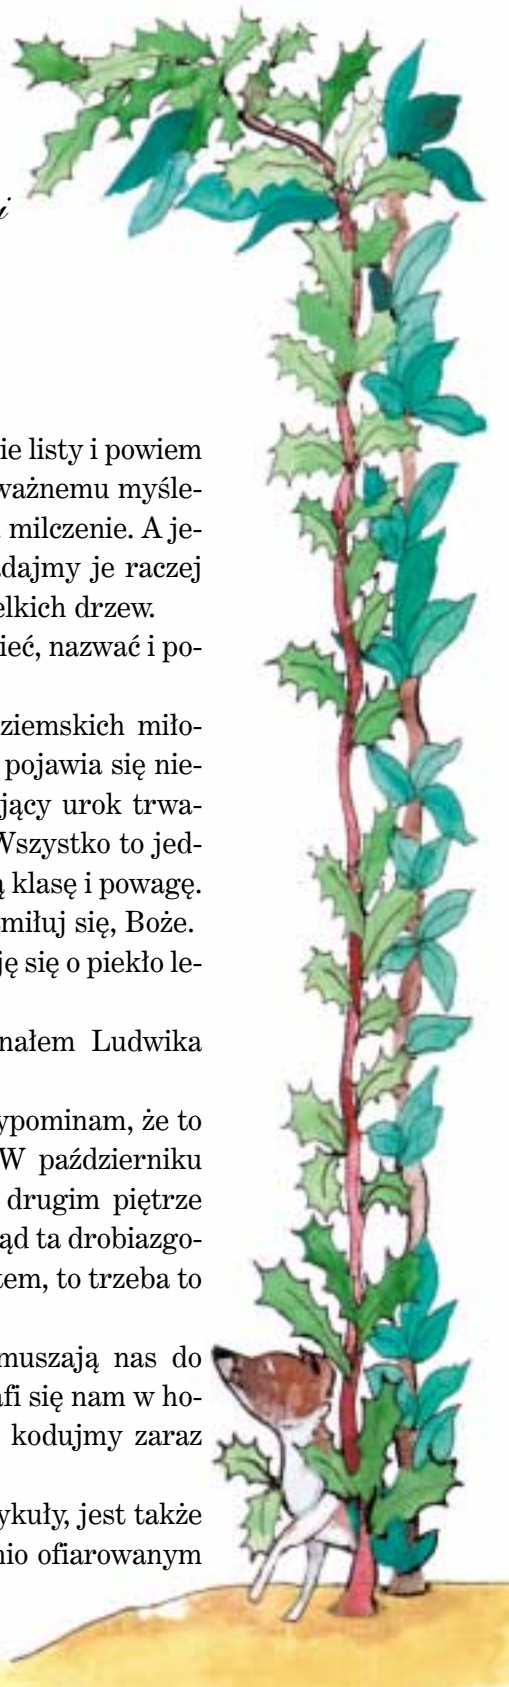 i
ie listy i powiem
ważnemu myśle-
milczenie. A je-
dajmy je raczej
elkich drzew.
ieć, nazwać i po-
ziemskich miło-
pojawia się nie-
jący urok trwa-
Wszystko to jed-
ą klasę i powagę.
miłuj się, Boże.
ję się o piekło le-
nałem Ludwika
ypominam, że to
W październiku
drugim piętrze
ąd ta drobiazgo-
tem, to trzeba to
muszają nas do
afi się nam w ho-
kodujmy zaraz
ykuły, jest także
nio ofiarowanym